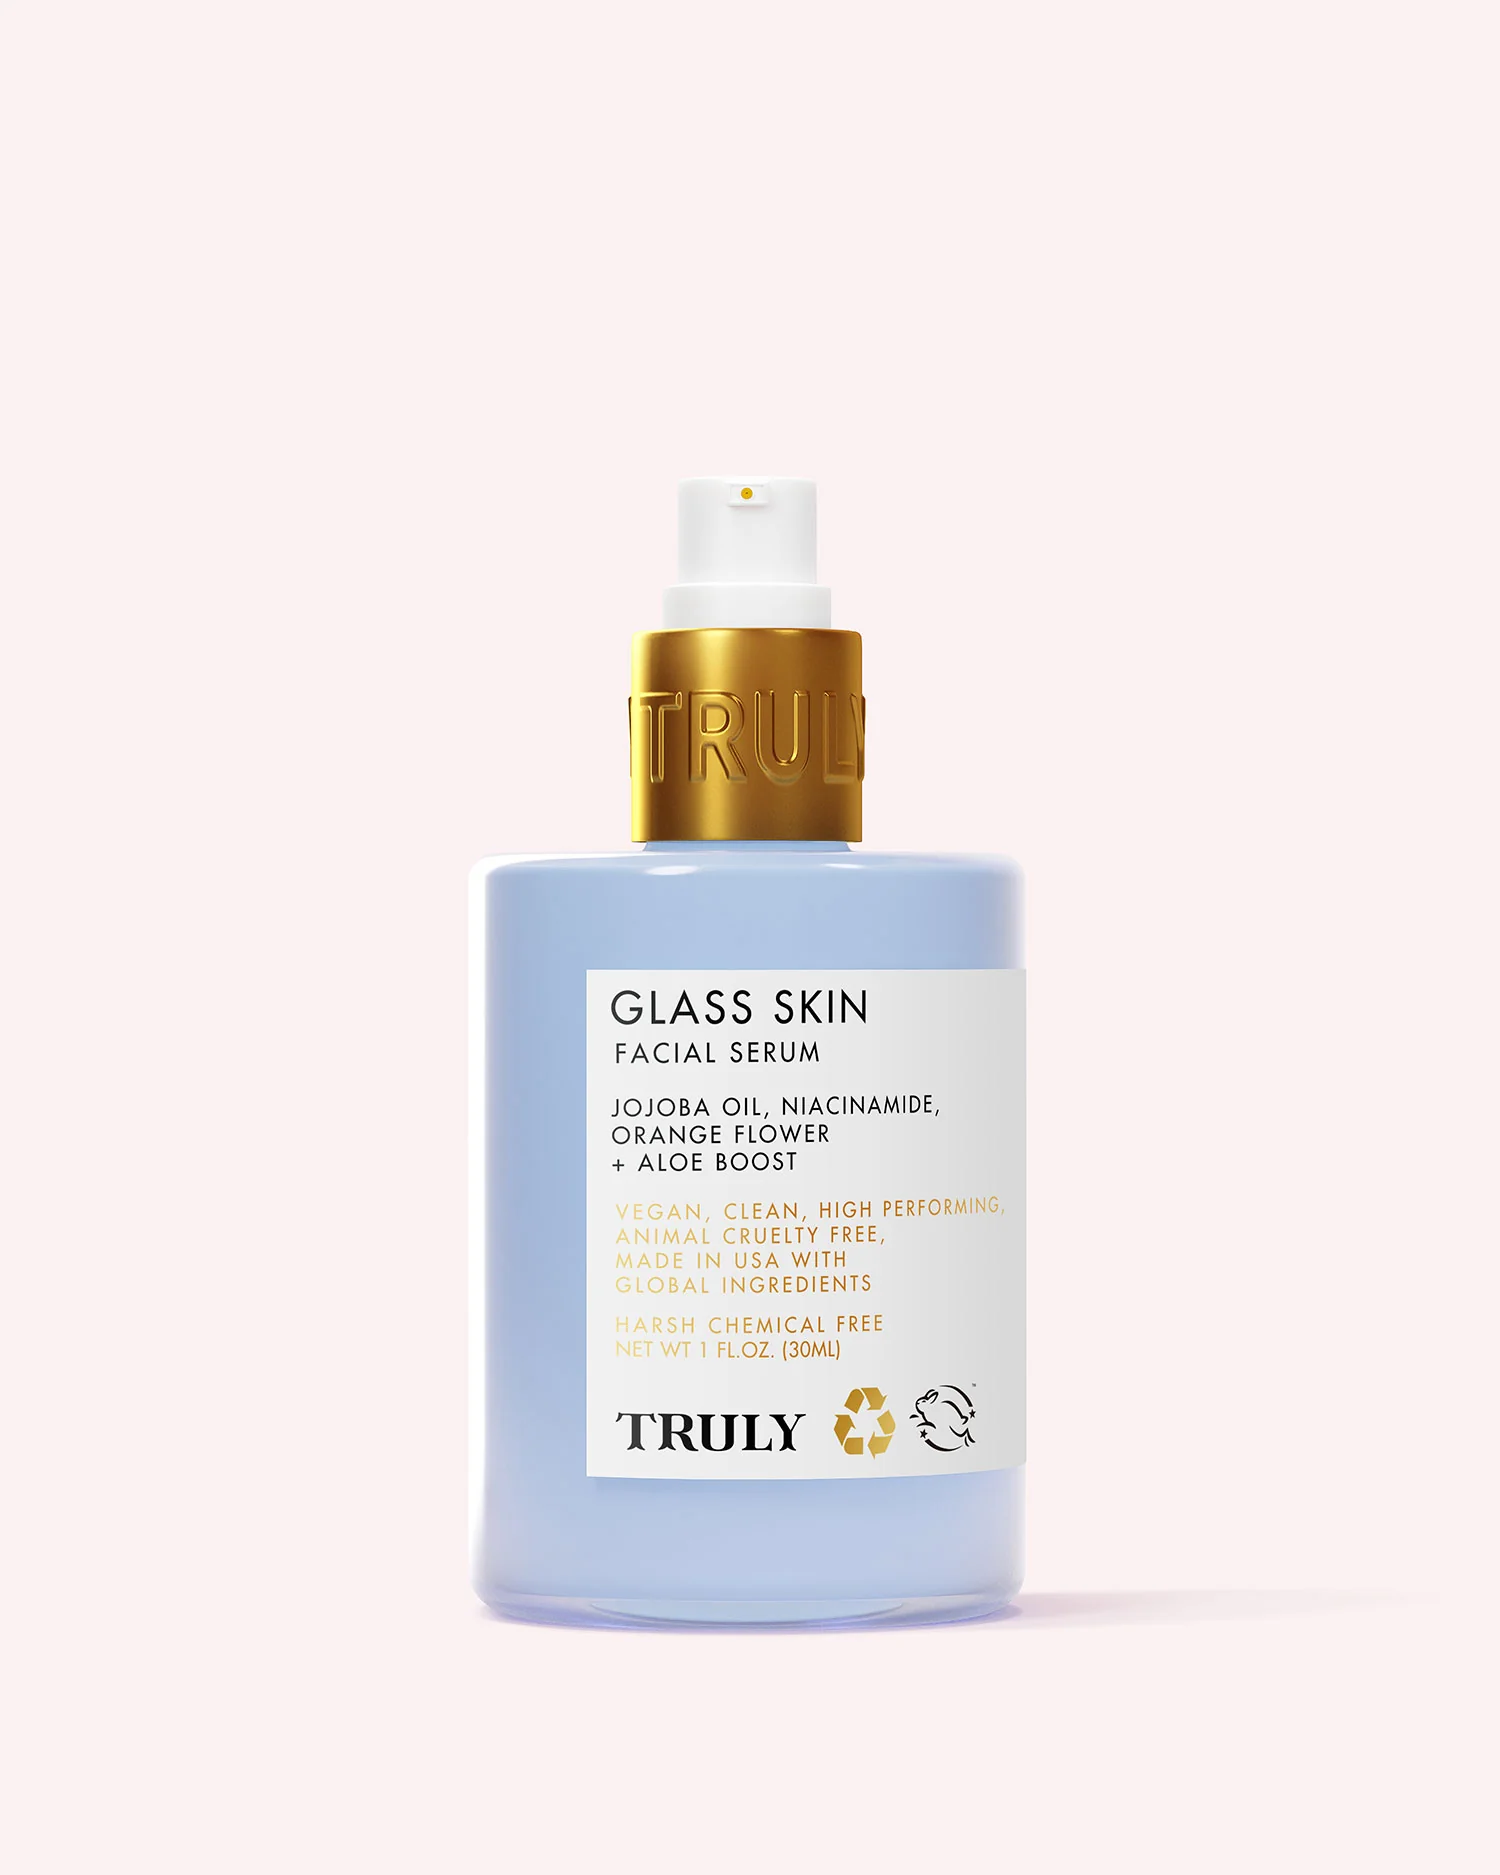 TRULY
GLASS SKIN
FACIAL SERUM
JOJOBA OIL, NIACINAMIDE,
ORANGE FLOWER
+ ALOE BOOST
VEGAN, CLEAN, HIGH PERFORMING,
ANIMAL CRUELTY FREE,
MADE IN USA WITH
GLOBAL INGREDIENTS
HARSH CHEMICAL FREE
NET WT 1 FL.OZ. (30ML)
TRULY
™